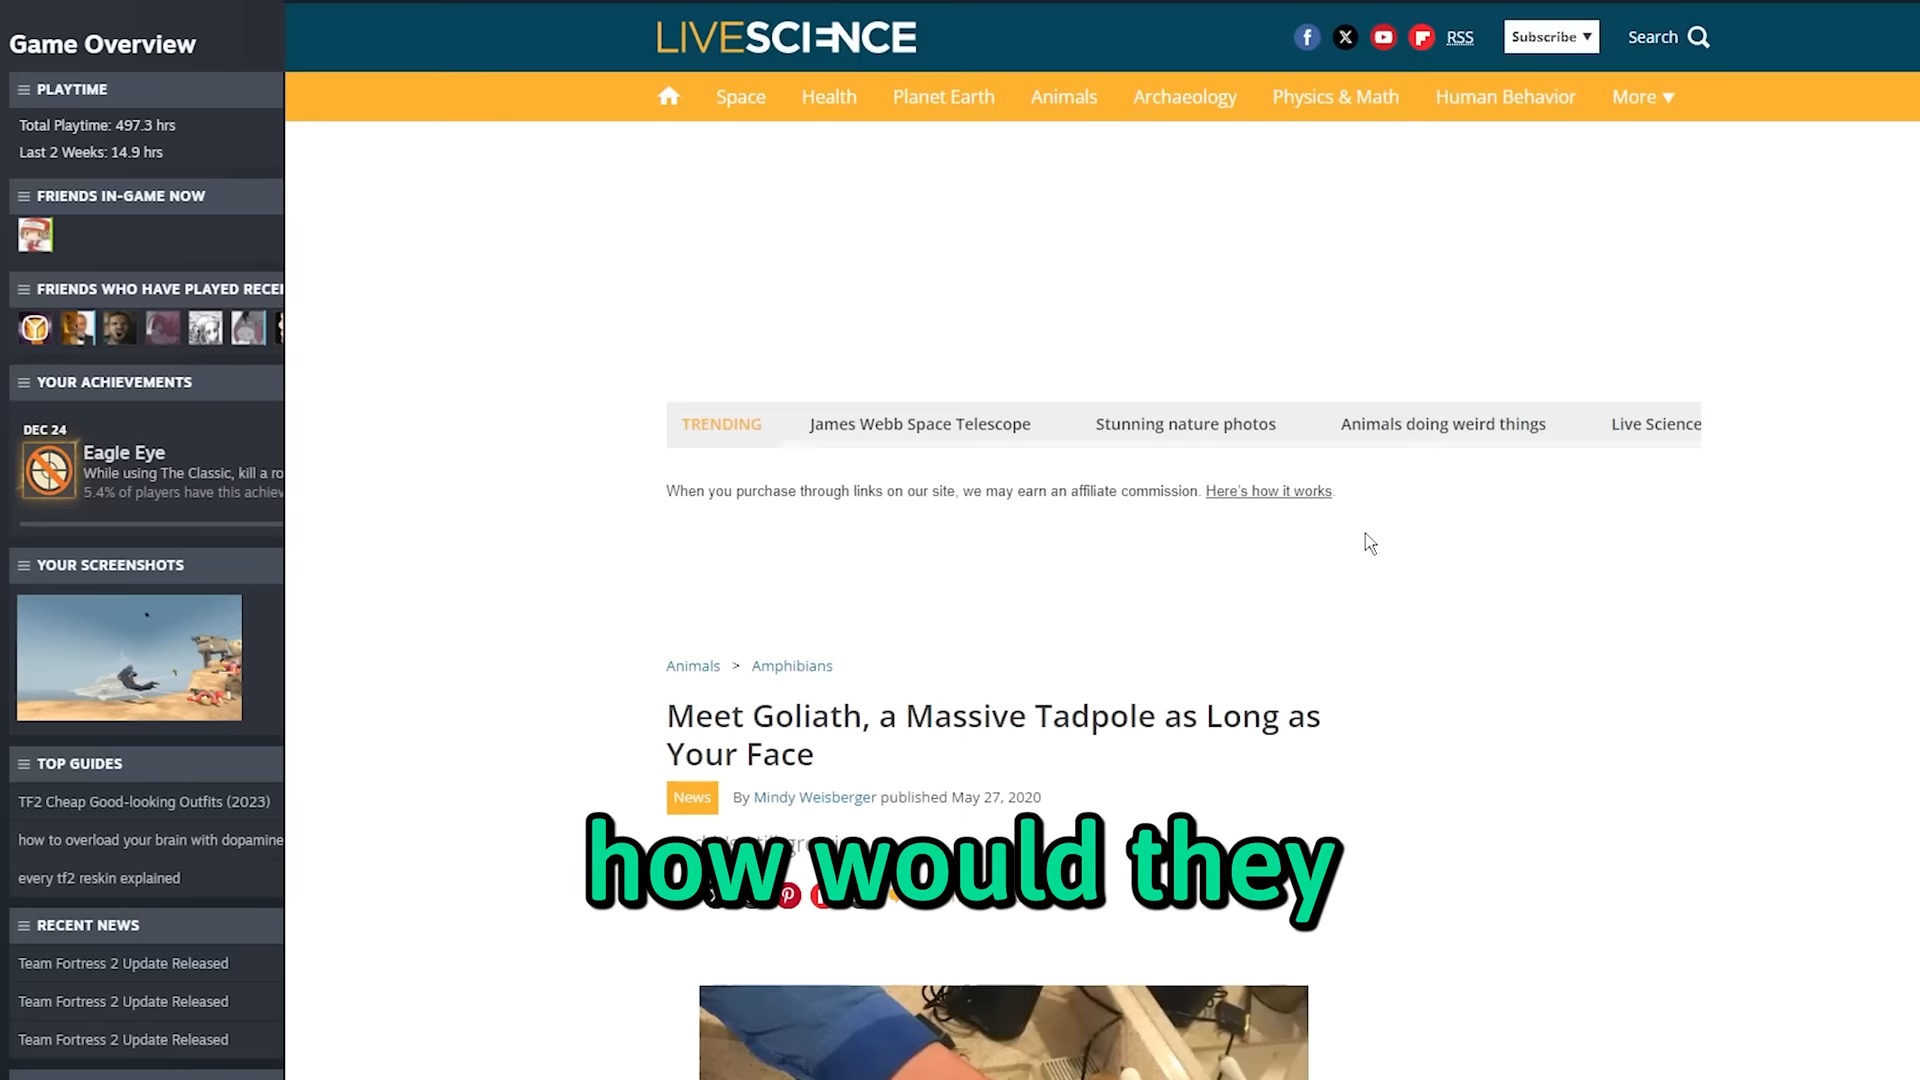 Game Overview
PLAYTIME
Total Playtime: 497.3 hrs
Last 2 Weeks: 14.9 hrs
FRIENDS IN-GAME NOW
FRIENDS WHO HAVE PLAYED RECE
YOUR ACHIEVEMENTS
DEC 24
Eagle Eye
While using The Classic, kill a ro
5.4% of players have this achiev
YOUR SCREENSHOTS
TOP GUIDES
TF2 Cheap Good-looking Outfits (2023)
how to overload your brain with dopamine
every tf2 reskin explained
RECENT NEWS
Team Fortress 2 Update Released
Team Fortress 2 Update Released
Team Fortress 2 Update Released
LIVESCIENCE
RSS
Subscribe ▼
Search
Space Health Planet Earth Animals Archaeology Physics & Math Human Behavior More ▼
TRENDING James Webb Space Telescope Stunning nature photos Animals doing weird things Live Science
When you purchase through links on our site, we may earn an affiliate commission. Here's how it works.
Animals > Amphibians
Meet Goliath, a Massive Tadpole as Long as
Your Face
News By Mindy Weisberger published May 27, 2020
how would they